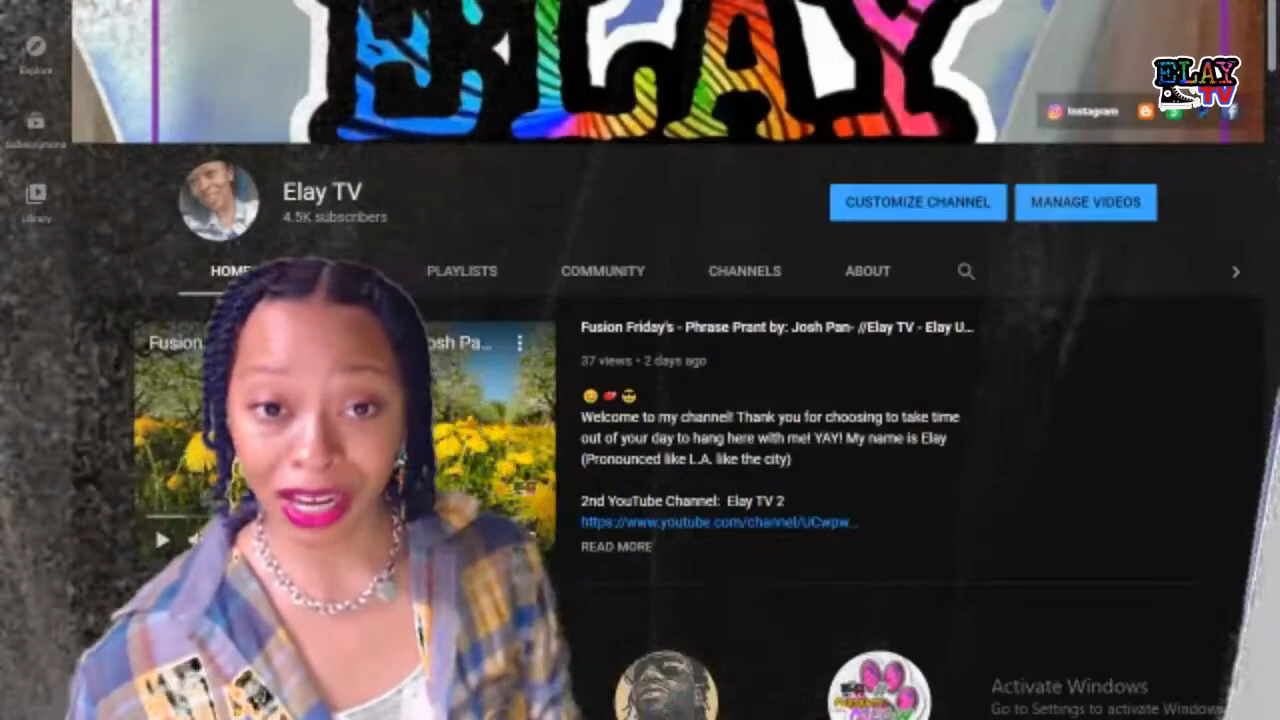 ELAY
ELAY
TV
Instagram
Explore
Subscriptions
Library
Elay TV
4.5K subscribers
CUSTOMIZE CHANNEL
MANAGE VIDEOS
HOME
PLAYLISTS
COMMUNITY
CHANNELS
ABOUT
Fusion
osh Pa...
Fusion Friday's - Phrase Prant by: Josh Pan- //Elay TV - Elay U...
37 views • 2 days ago
Welcome to my channel! Thank you for choosing to take time
out of your day to hang here with me! YAY! My name is Elay
(Pronounced like L.A. like the city)
2nd YouTube Channel: Elay TV 2
https://www.youtube.com/channel/UCwpw...
READ MORE
Activate Windows
Go to Settings to activate Windows